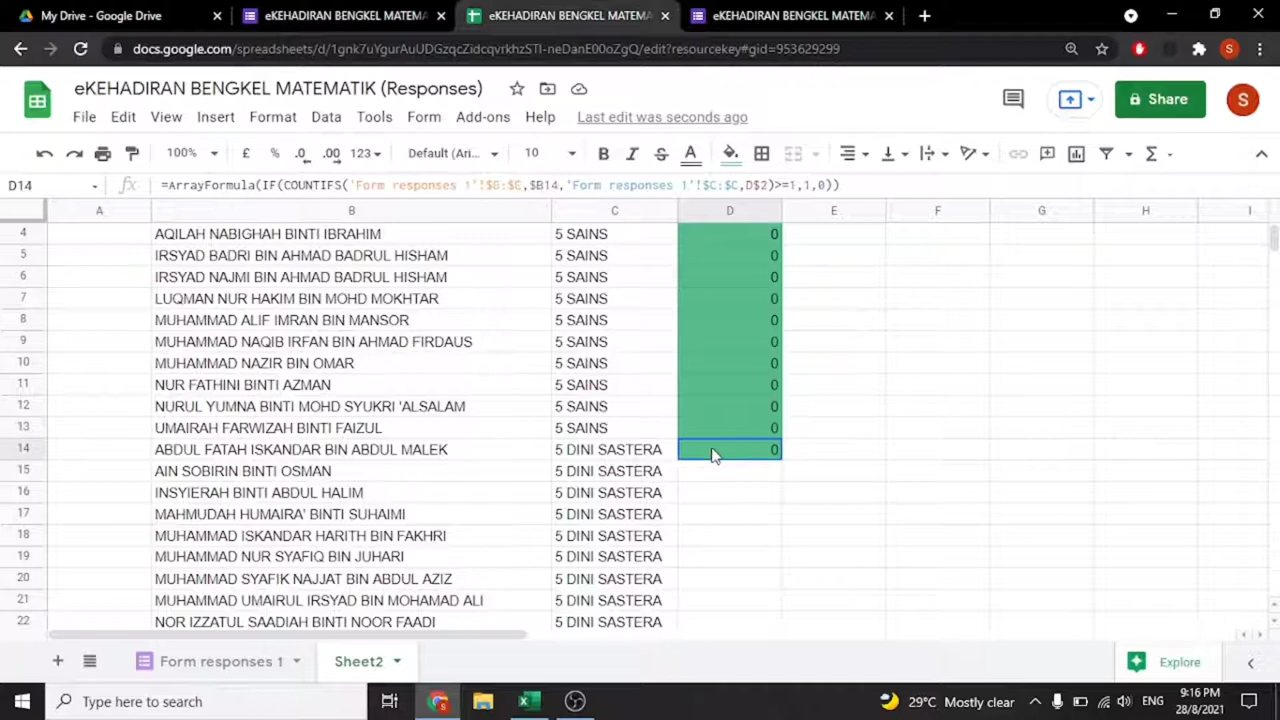 My Drive - Google Drive
eKEHADIRAN BENGKEL MATEMA
eKEHADIRAN BENGKEL MATEMA
eKEHADIRAN BENGKEL MATEMA
docs.google.com/spreadsheets/d/1gnk7uYgurAuUDGzqcZidcqvrkhzSTI-neDanE00oZgQ/edit?resourcekey#gid=953629299
S
eKEHADIRAN BENGKEL MATEMATIK (Responses)
Share
S
File Edit View Insert Format Data Tools Form Add-ons Help Last edit was seconds ago
100% £ % .0 .00 123 Default (Ari... 10 B I S A
D14 fx =ArrayFormula(IF(COUNTIFS('Form responses 1'!$G:$G,$B14,'Form responses 1'!$C:$C,D$2)>=1,1,0))
A B C D E F G H I
4 AQILAH NABIGHAH BINTI IBRAHIM 5 SAINS 0
5 IRSYAD BADRI BIN AHMAD BADRUL HISHAM 5 SAINS 0
6 IRSYAD NAJMI BIN AHMAD BADRUL HISHAM 5 SAINS 0
7 LUQMAN NUR HAKIM BIN MOHD MOKHTAR 5 SAINS 0
8 MUHAMMAD ALIF IMRAN BIN MANSOR 5 SAINS 0
9 MUHAMMAD NAQIB IRFAN BIN AHMAD FIRDAUS 5 SAINS 0
10 MUHAMMAD NAZIR BIN OMAR 5 SAINS 0
11 NUR FATHINI BINTI AZMAN 5 SAINS 0
12 NURUL YUMNA BINTI MOHD SYUKRI 'ALSALAM 5 SAINS 0
13 UMAIRAH FARWIZAH BINTI FAIZUL 5 SAINS 0
14 ABDUL FATAH ISKANDAR BIN ABDUL MALEK 5 DINI SASTERA 0
15 AIN SOBIRIN BINTI OSMAN 5 DINI SASTERA
16 INSYIERAH BINTI ABDUL HALIM 5 DINI SASTERA
17 MAHMUDAH HUMAIRA' BINTI SUHAIMI 5 DINI SASTERA
18 MUHAMMAD ISKANDAR HARITH BIN FAKHRI 5 DINI SASTERA
19 MUHAMMAD NUR SYAFIQ BIN JUHARI 5 DINI SASTERA
20 MUHAMMAD SYAFIK NAJJAT BIN ABDUL AZIZ 5 DINI SASTERA
21 MUHAMMAD UMAIRUL IRSYAD BIN MOHAMAD ALI 5 DINI SASTERA
22 NOR IZZATUL SAADIAH BINTI NOOR FAADI 5 DINI SASTERA
Form responses 1 Sheet2 Explore
Type here to search
29°C Mostly clear
ENG
9:16 PM
28/8/2021